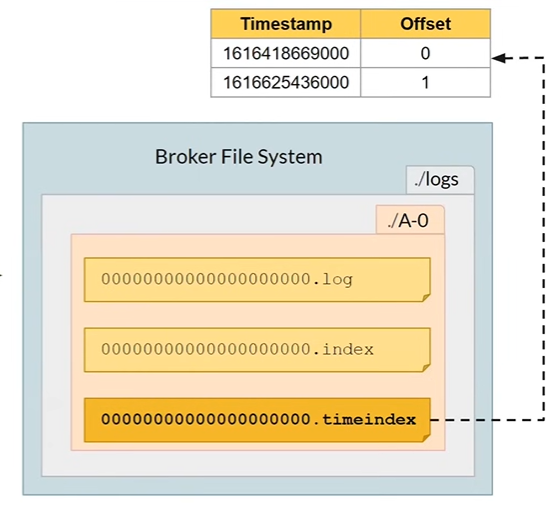 Timestamp Offset
1616418669000 0
1616625436000 1
Broker File System
./logs
./A-0
00000000000000000000.log
00000000000000000000.index
00000000000000000000.timeindex